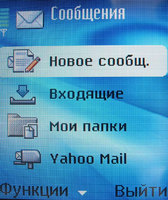 Сообщения
Новое сообщ.
Входящие
Мои папки
Yahoo Mail
Функции
Выйти